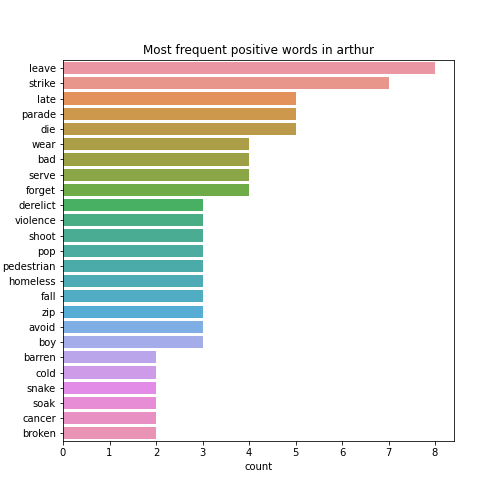 Most frequent positive words in arthur
leave
strike
late
parade
die
wear
bad
serve
forget
derelict
violence
shoot
pop
pedestrian
homeless
fall
zip
avoid
boy
barren
cold
snake
soak
cancer
broken
0 1 2 3 4 5 6 7 8
count